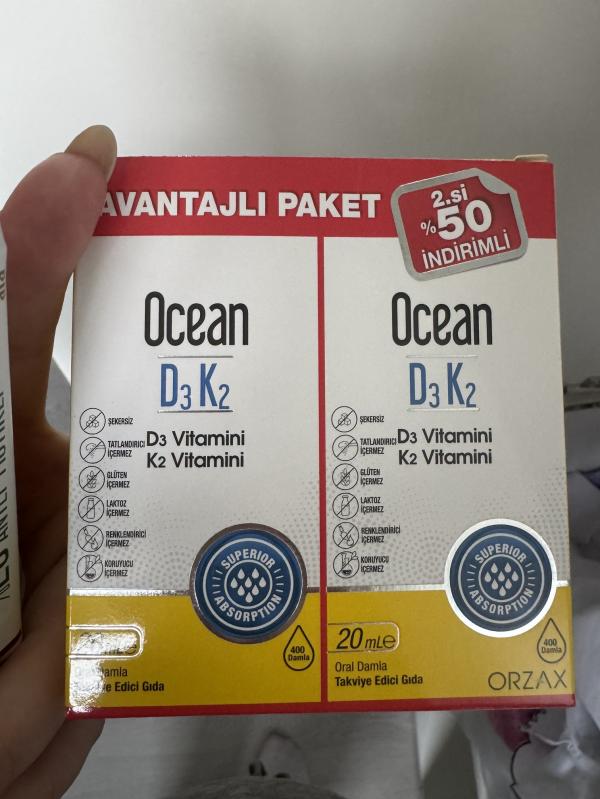 AVANTAJLI PAKET
2.si
%50
İNDİRİMLİ
Ocean
D3 K2
D3 Vitamini
K2 Vitamini
ŞEKERSİZ
TATLANDIRICI
İÇERMEZ
GLÜTEN
İÇERMEZ
LAKTOZ
İÇERMEZ
RENKLENDİRİCİ
İÇERMEZ
KORUYUCU
İÇERMEZ
SUPERIOR
ABSORPTION
mLe
400
Damla
Damla
Edici Gıda
Ocean
D3 K2
D3 Vitamini
K2 Vitamini
ŞEKERSİZ
TATLANDIRICI
İÇERMEZ
GLÜTEN
İÇERMEZ
LAKTOZ
İÇERMEZ
RENKLENDİRİCİ
İÇERMEZ
KORUYUCU
İÇERMEZ
SUPERIOR
ABSORPTION
20 mLe
400
Damla
Oral Damla
Takviye Edici Gıda
ORZAX